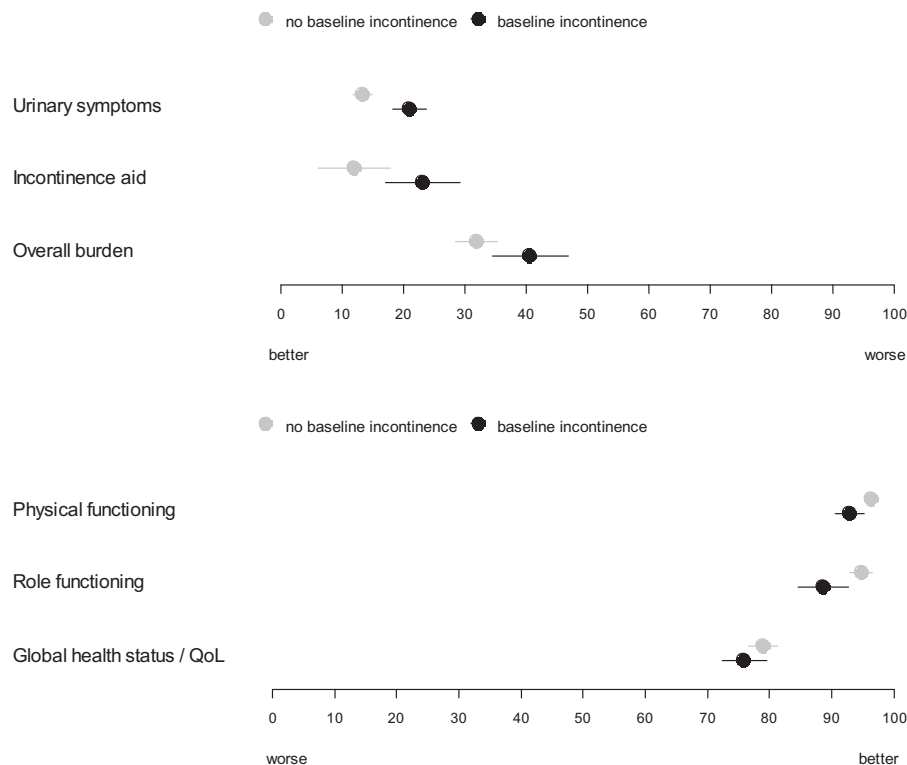 no baseline incontinence baseline incontinence
Urinary symptoms
Incontinence aid
Overall burden
0 10 20 30 40 50 60 70 80 90 100
better worse
no baseline incontinence baseline incontinence
Physical functioning
Role functioning
Global health status / QoL
0 10 20 30 40 50 60 70 80 90 100
worse better